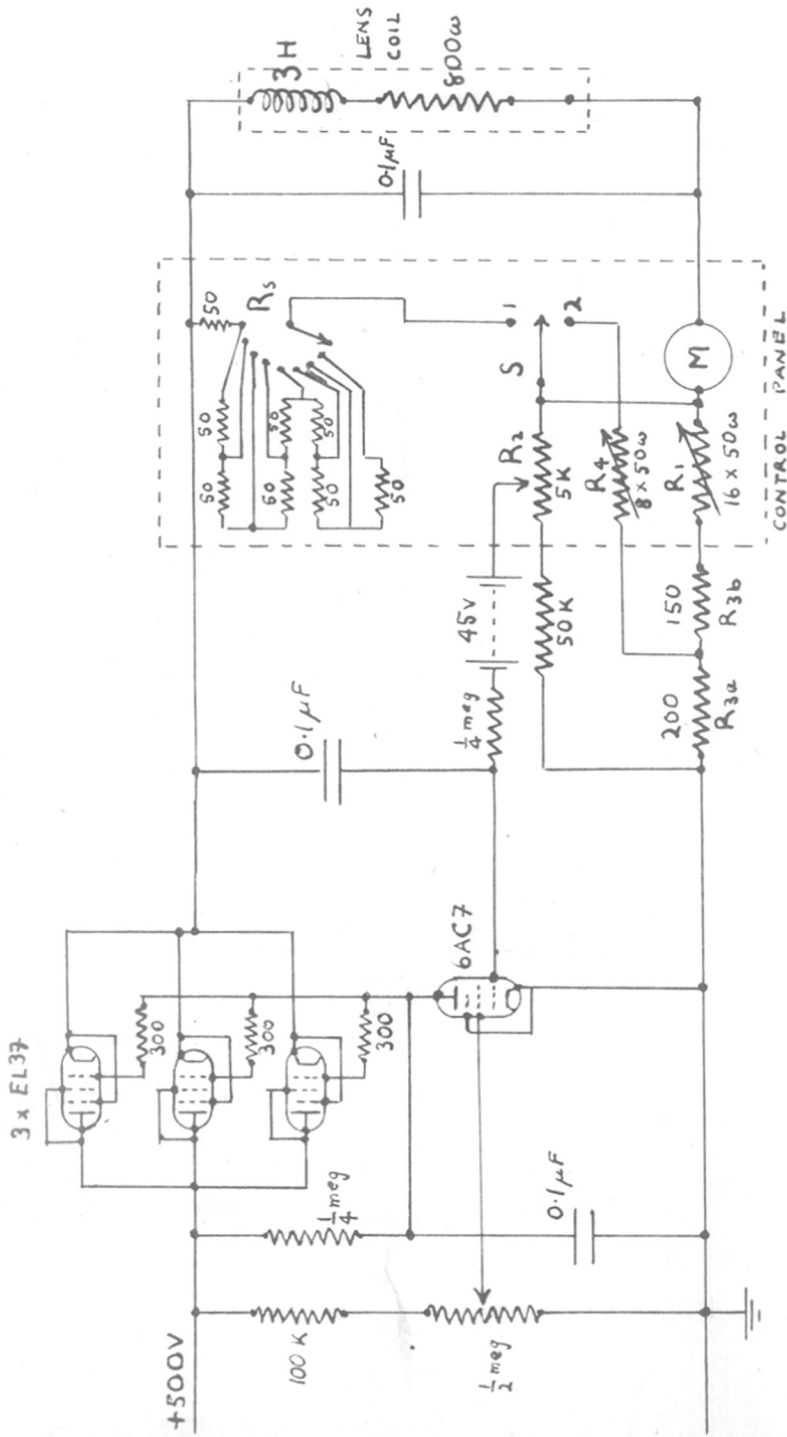 +500V
100 K
1/2 meg
1/4 meg
0.1μF
3 x EL37
300
300
300
6AC7
0.1μF
1/4 meg
45v
50K
200
R3a
150
R3b
R2
5K
R4
8 x 50ω
R1
16 x 50ω
S
1
2
M
CONTROL PANEL
50
50
60
50
60
50
50
50
Rs
0.1μF
3H
LENS
COIL
800ω